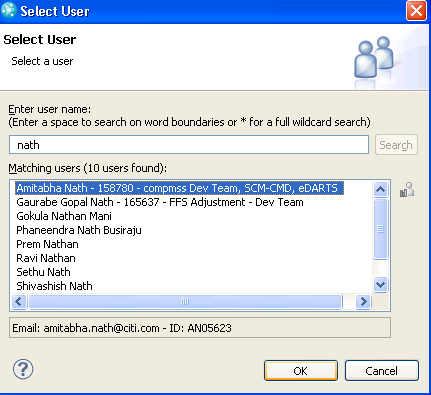 Select User
Select User
Select a user
Enter user name:
(Enter a space to search on word boundaries or * for a full wildcard search)
nath
Search
Matching users (10 users found):
Amitabha Nath - 158780 - compmss Dev Team, SCM-CMD, eDARTS
Gaurabe Gopal Nath - 165637 - FFS Adjustment - Dev Team
Gokula Nathan Mani
Phaneendra Nath Busiraju
Prem Nathan
Ravi Nathan
Sethu Nath
Shivashish Nath
Email: amitabha.nath@citi.com - ID: AN05623
?
OK
Cancel